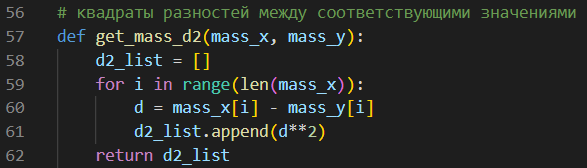 56 # квадраты разностей между соответствующими значениями
57 def get_mass_d2(mass_x, mass_y):
58     d2_list = []
59     for i in range(len(mass_x)):
60         d = mass_x[i] - mass_y[i]
61         d2_list.append(d**2)
62     return d2_list